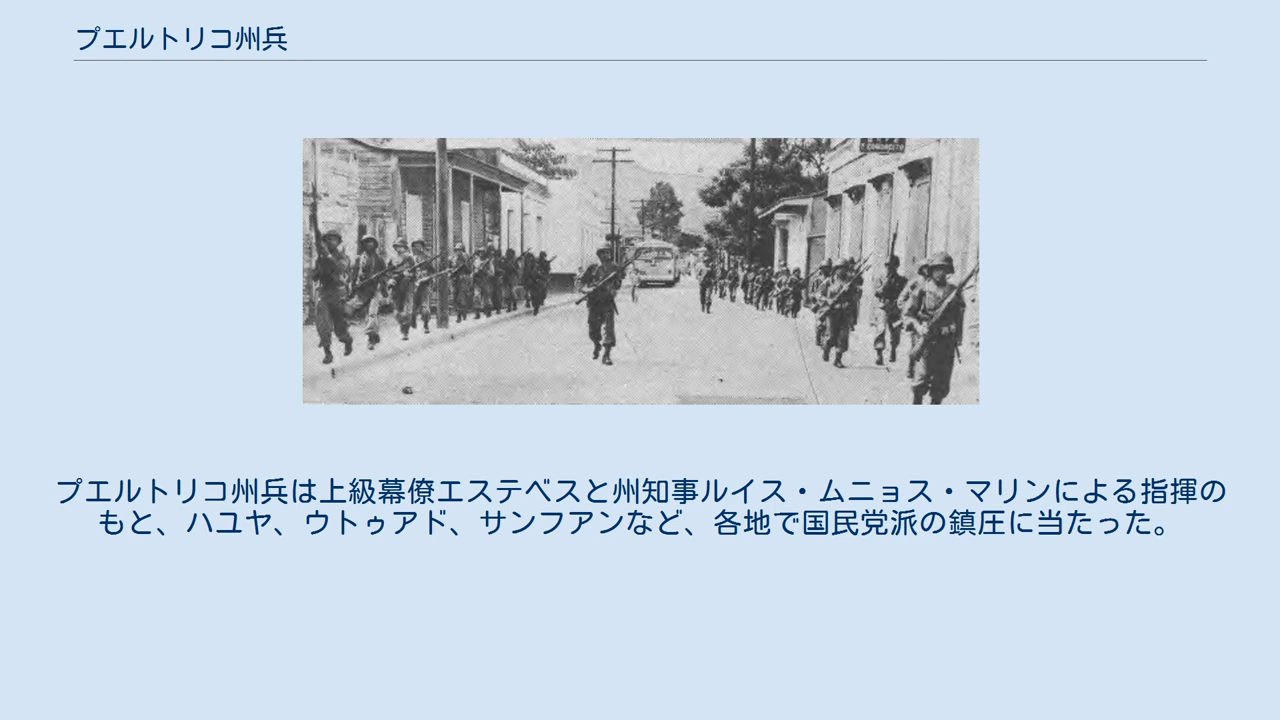 プエルトリコ州兵
プエルトリコ州兵は上級幕僚エステベスと州知事ルイス・ムニョス・マリンによる指揮の
もと、ハユヤ、ウトゥアド、サンフアンなど、各地で国民党派の鎮圧に当たった。